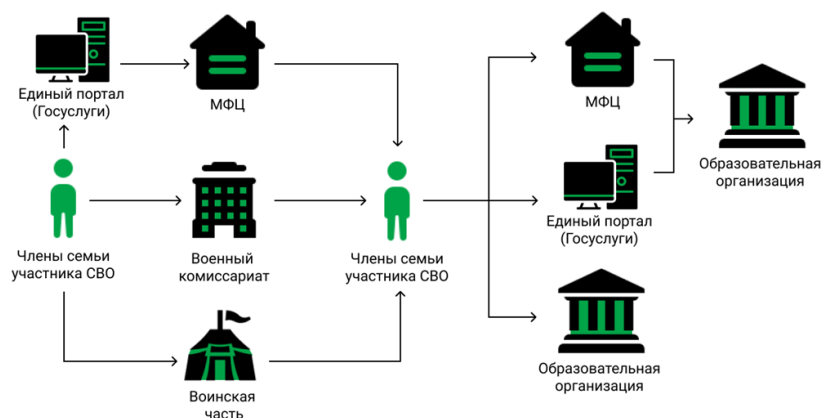 Единый портал
(Госуслуги)
МФЦ
МФЦ
Образовательная
организация
Члены семьи
участника СВО
Военный
комиссариат
Члены семьи
участника СВО
Единый портал
(Госуслуги)
Воинская
часть
Образовательная
организация